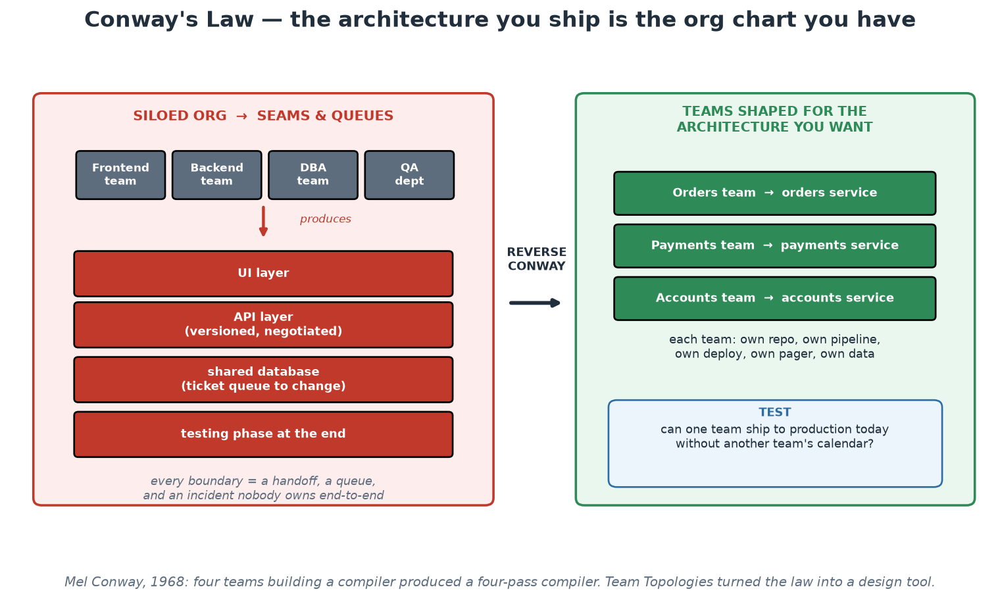 Conway's Law — the architecture you ship is the org chart you have
SILOED ORG → SEAMS & QUEUES
Frontend
team
Backend
team
DBA
team
QA
dept
produces
UI layer
API layer
(versioned, negotiated)
shared database
(ticket queue to change)
testing phase at the end
every boundary = a handoff, a queue,
and an incident nobody owns end-to-end
REVERSE
CONWAY
TEAMS SHAPED FOR THE
ARCHITECTURE YOU WANT
Orders team → orders service
Payments team → payments service
Accounts team → accounts service
each team: own repo, own pipeline,
own deploy, own pager, own data
TEST
can one team ship to production today
without another team's calendar?
Mel Conway, 1968: four teams building a compiler produced a four-pass compiler. Team Topologies turned the law into a design tool.